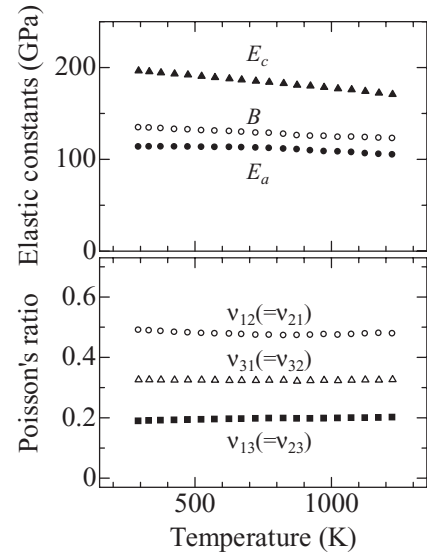 Elastic constants (GPa)
200
100
0
E_c
B
E_a
Poisson's ratio
0.6
0.4
0.2
0
ν12(=ν21)
ν31(=ν32)
ν13(=ν23)
500
1000
Temperature (K)